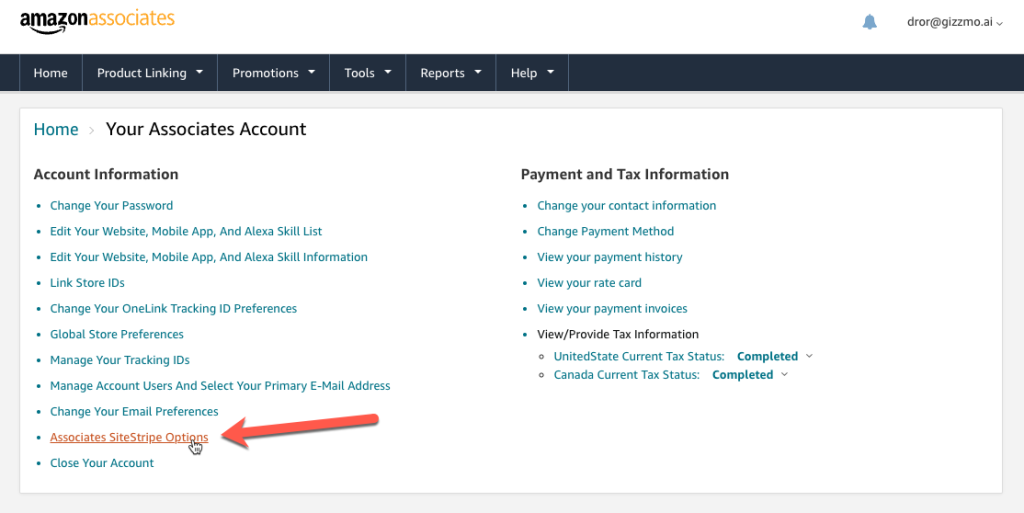 amazonassociates
dror@gizzmo.ai
Home Product Linking Promotions Tools Reports Help
Home › Your Associates Account
Account Information
Change Your Password
Edit Your Website, Mobile App, And Alexa Skill List
Edit Your Website, Mobile App, And Alexa Skill Information
Link Store IDs
Change Your OneLink Tracking ID Preferences
Global Store Preferences
Manage Your Tracking IDs
Manage Account Users And Select Your Primary E-Mail Address
Change Your Email Preferences
Associates SiteStripe Options
Close Your Account
Payment and Tax Information
Change your contact information
Change Payment Method
View your payment history
View your rate card
View your payment invoices
View/Provide Tax Information
UnitedState Current Tax Status: Completed
Canada Current Tax Status: Completed